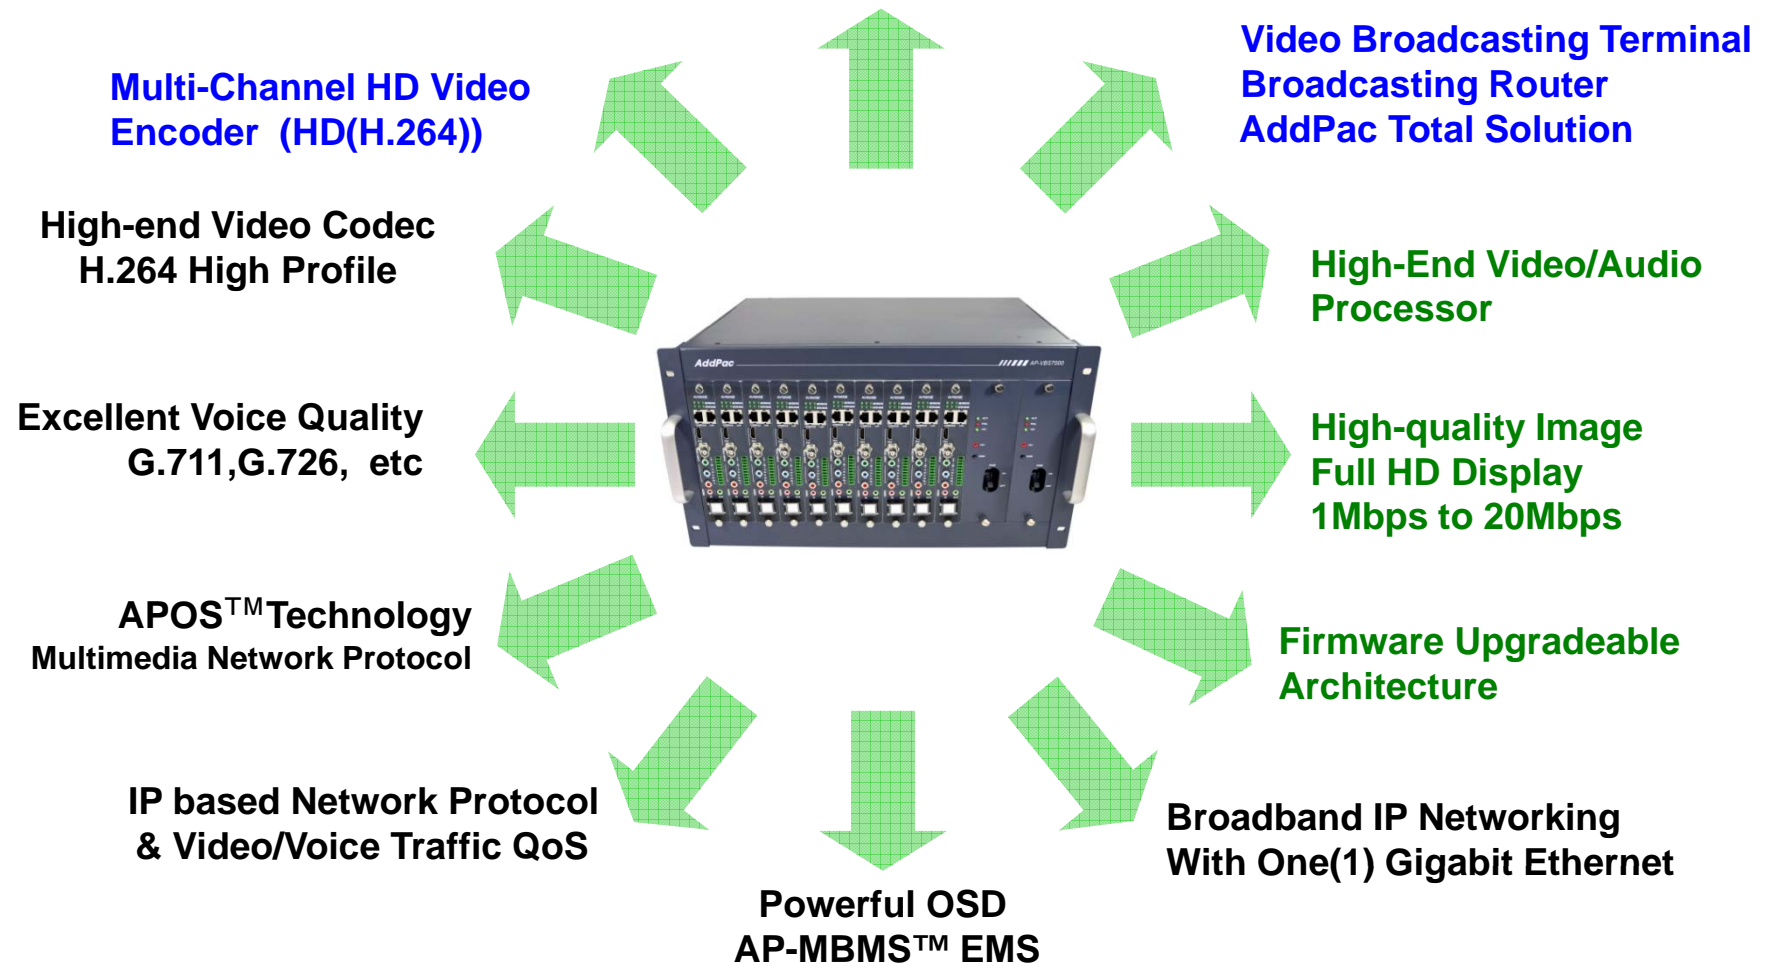 Video Broadcasting Terminal
Broadcasting Router
AddPac Total Solution
Multi-Channel HD Video
Encoder (HD(H.264))
High-end Video Codec
H.264 High Profile
High-End Video/Audio
Processor
AddPac
AP-VBS7000
Excellent Voice Quality
G.711,G.726, etc
High-quality Image
Full HD Display
1Mbps to 20Mbps
APOS™Technology
Multimedia Network Protocol
Firmware Upgradeable
Architecture
IP based Network Protocol
& Video/Voice Traffic QoS
Broadband IP Networking
With One(1) Gigabit Ethernet
Powerful OSD
AP-MBMS™ EMS